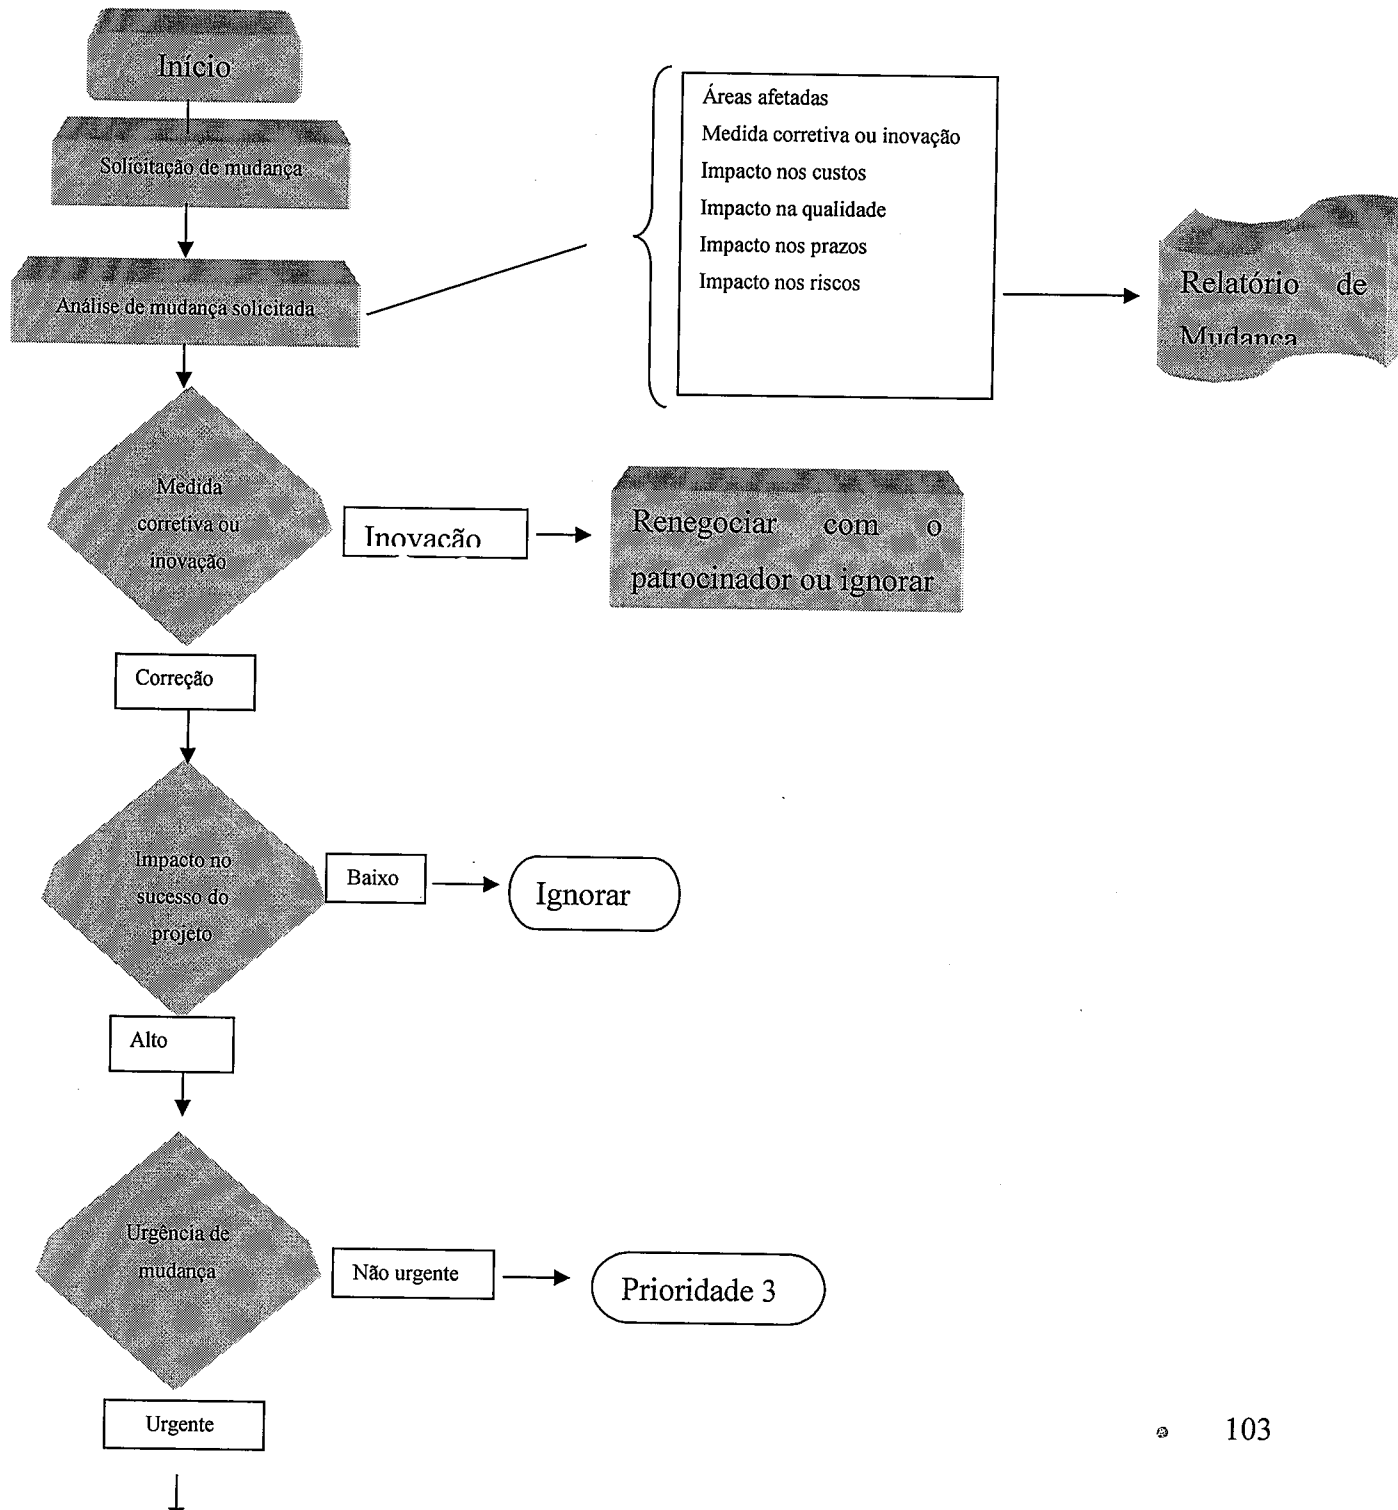 Início
Solicitação de mudança
Análise de mudança solicitada
Áreas afetadas
Medida corretiva ou inovação
Impacto nos custos
Impacto na qualidade
Impacto nos prazos
Impacto nos riscos
Relatório de
Mudança
Medida
corretiva ou
inovação
Inovação
Renegociar com o
patrocinador ou ignorar
Correção
Impacto no
sucesso do
projeto
Baixo
Ignorar
Alto
Urgência de
mudança
Não urgente
Prioridade 3
Urgente
103